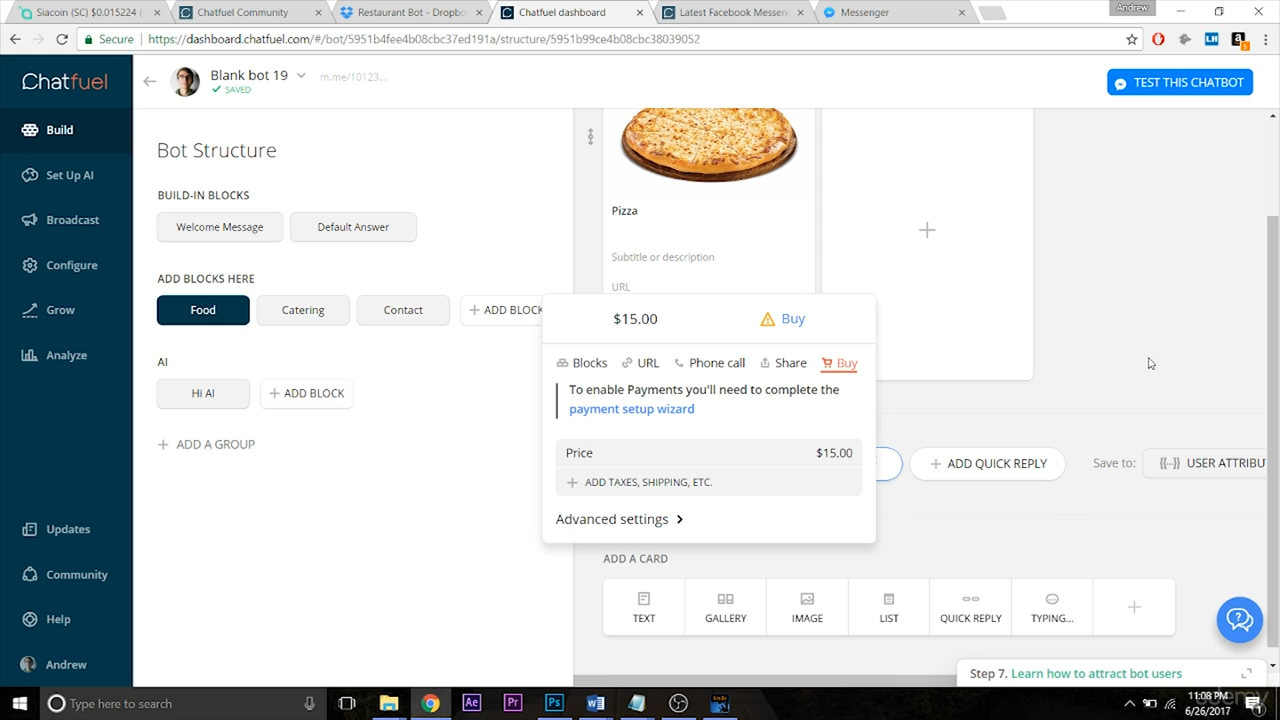 Siacoin (SC) $0.015224
Chatfuel Community
Restaurant Bot - Dropbo
Chatfuel dashboard
Latest Facebook Messen
Messenger
Andrew
Secure
https://dashboard.chatfuel.com/#/bot/5951b4fee4b08cbc37ed191a/structure/5951b99ce4b08cbc38039052
LH
Chatfuel
Blank bot 19
m.me/10123...
SAVED
TEST THIS CHATBOT
Build
Set Up AI
Broadcast
Configure
Grow
Analyze
Updates
Community
Help
Andrew
Bot Structure
BUILD-IN BLOCKS
Welcome Message
Default Answer
ADD BLOCKS HERE
Food
Catering
Contact
ADD BLOCK
AI
Hi AI
ADD BLOCK
ADD A GROUP
Pizza
Subtitle or description
URL
$15.00
Buy
Blocks
URL
Phone call
Share
Buy
To enable Payments you'll need to complete the
payment setup wizard
Price
$15.00
ADD TAXES, SHIPPING, ETC.
Advanced settings
ADD QUICK REPLY
Save to:
USER ATTRIBU
ADD A CARD
TEXT
GALLERY
IMAGE
LIST
QUICK REPLY
TYPING...
Step 7. Learn how to attract bot users
Type here to search
Ae
Pr
Ps
11:08 PM
6/26/2017